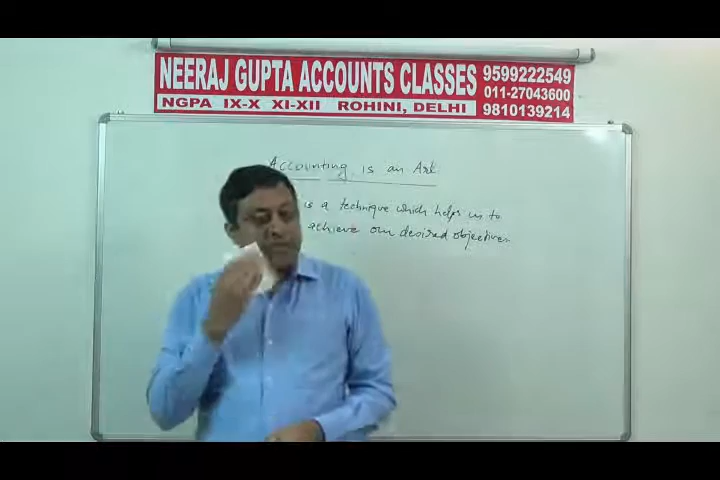 NEERAJ GUPTA ACCOUNTS CLASSES
NGPA IX-X XI-XII ROHINI, DELHI
9599222549
011-27043600
9810139214
Accounting is an Art
is a technique which helps us to
achieve our desired objectives